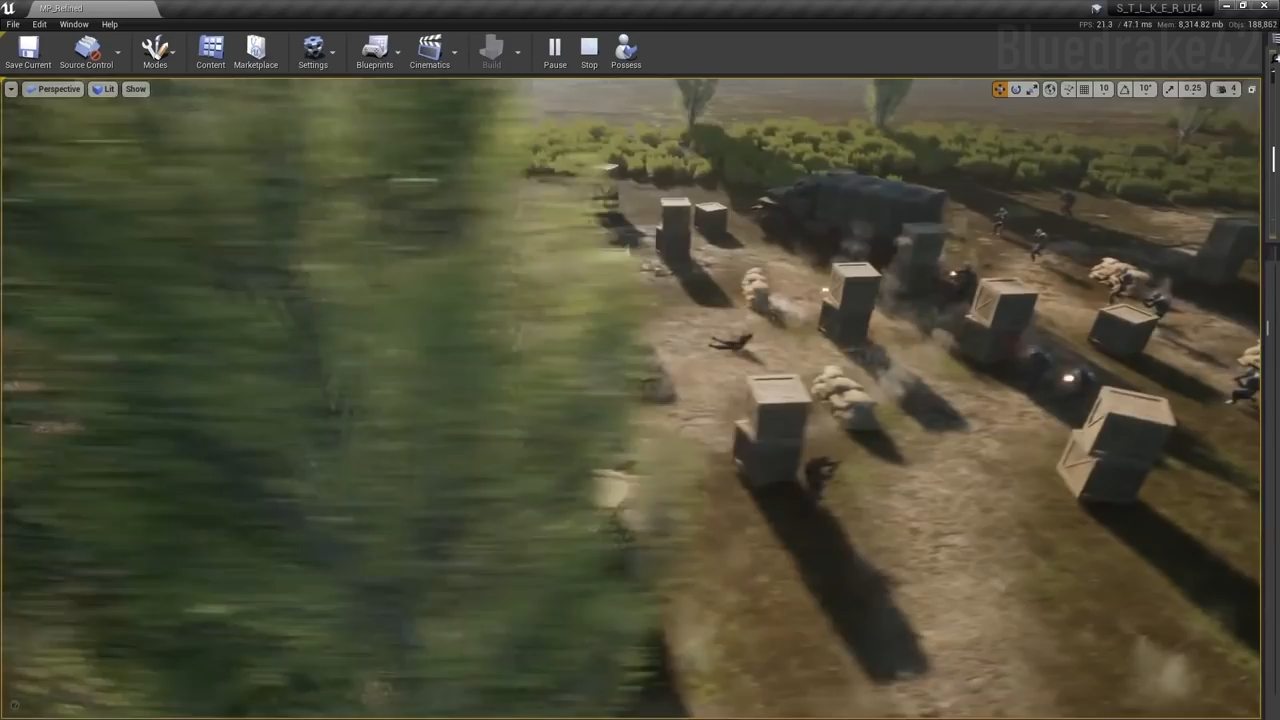 MP_Refined
S_T_L_K_E_R_UE4
File Edit Window Help
FPS: 21.3 / 47.1 ms Mem: 8,314.82 mb Objs: 188,862
Bluedrake42
Save Current Source Control Modes Content Marketplace Settings Blueprints Cinematics Build Pause Stop Possess
Perspective Lit Show
10 10° 0.25 4